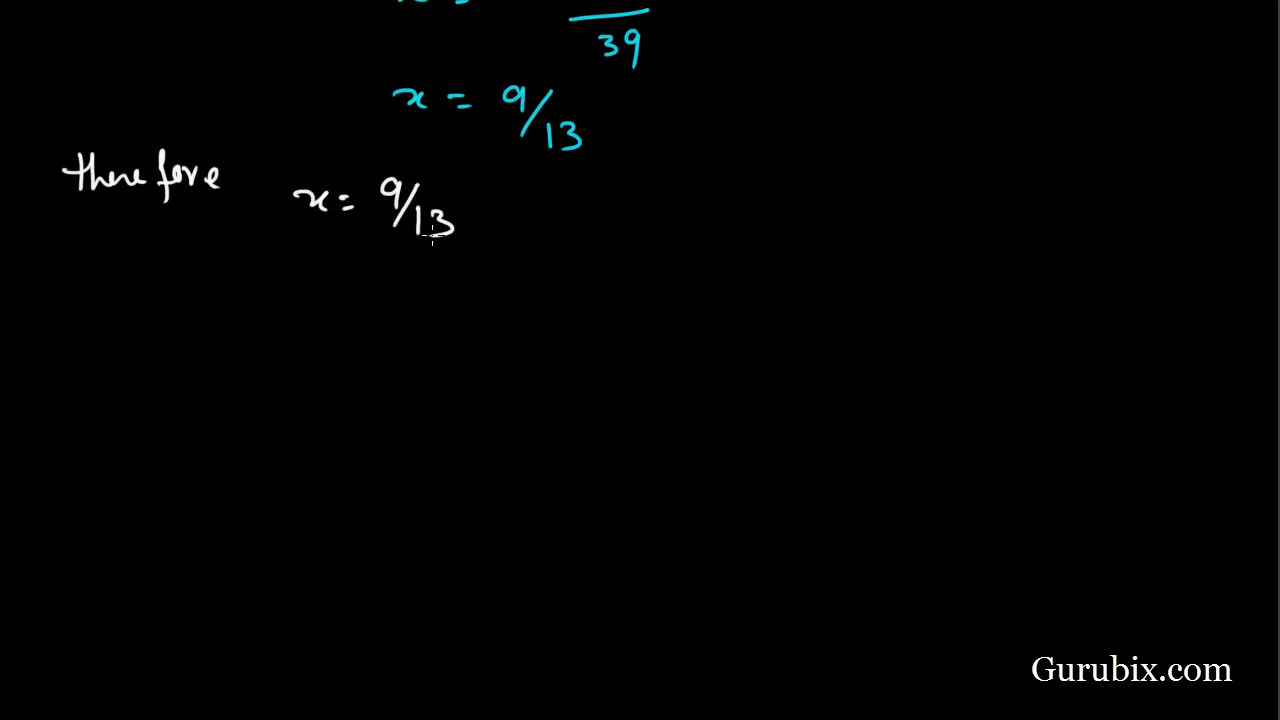 39
x = 9/13
therefore x = 9/13
Gurubix.com